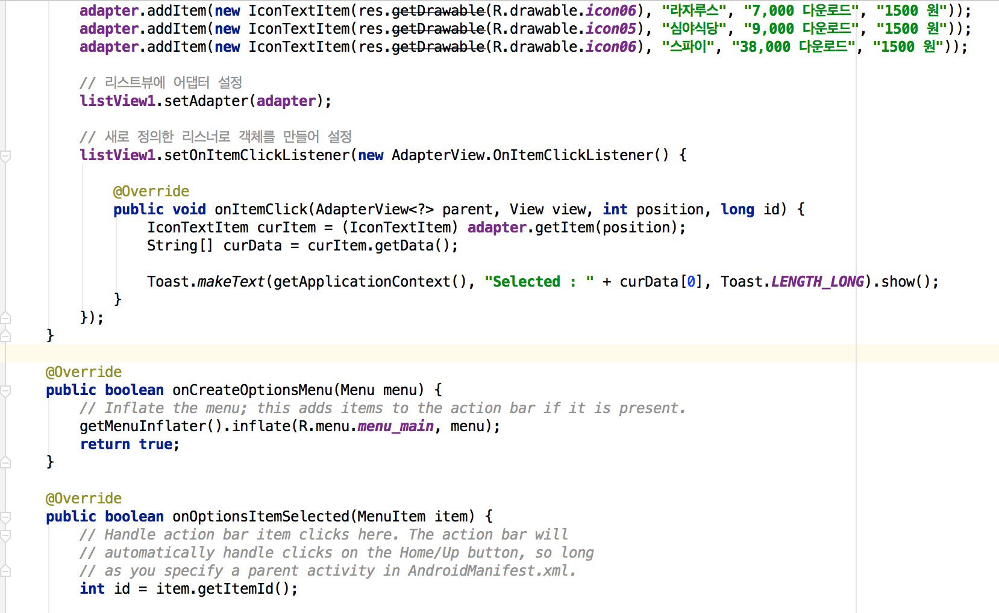 adapter.addItem(new IconTextItem(res.getDrawable(R.drawable.icon06), "라자루스", "7,000 다운로드", "1500 원"));
adapter.addItem(new IconTextItem(res.getDrawable(R.drawable.icon05), "심야식당", "9,000 다운로드", "1500 원"));
adapter.addItem(new IconTextItem(res.getDrawable(R.drawable.icon06), "스파이", "38,000 다운로드", "1500 원"));
// 리스트뷰에 어댑터 설정
listView1.setAdapter(adapter);
// 새로 정의한 리스너로 객체를 만들어 설정
listView1.setOnItemClickListener(new AdapterView.OnItemClickListener() {
@Override
public void onItemClick(AdapterView<?> parent, View view, int position, long id) {
IconTextItem curItem = (IconTextItem) adapter.getItem(position);
String[] curData = curItem.getData();
Toast.makeText(getApplicationContext(), "Selected : " + curData[0], Toast.LENGTH_LONG).show();
}
});
}
@Override
public boolean onCreateOptionsMenu(Menu menu) {
// Inflate the menu; this adds items to the action bar if it is present.
getMenuInflater().inflate(R.menu.menu_main, menu);
return true;
}
@Override
public boolean onOptionsItemSelected(MenuItem item) {
// Handle action bar item clicks here. The action bar will
// automatically handle clicks on the Home/Up button, so long
// as you specify a parent activity in AndroidManifest.xml.
int id = item.getItemId();